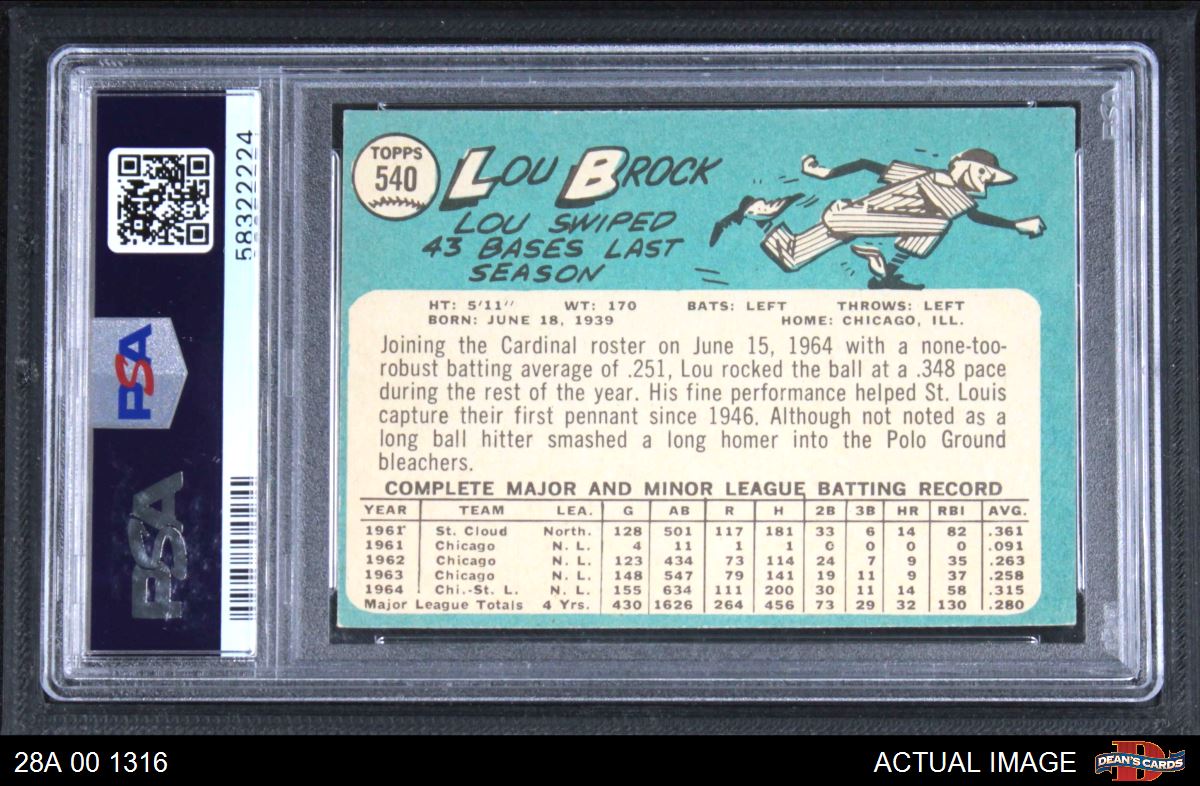 58322224
PSA
PSA
TOPPS
540
LOU BROCK
LOU SWIPED
43 BASES LAST
SEASON
HT: 5'11" WT: 170 BATS: LEFT THROWS: LEFT
BORN: JUNE 18, 1939 HOME: CHICAGO, ILL.
Joining the Cardinal roster on June 15, 1964 with a none-too-
robust batting average of .251, Lou rocked the ball at a .348 pace
during the rest of the year. His fine performance helped St. Louis
capture their first pennant since 1946. Although not noted as a
long ball hitter smashed a long homer into the Polo Ground
bleachers.
COMPLETE MAJOR AND MINOR LEAGUE BATTING RECORD
YEAR TEAM LEA. G AB R H 2B 3B HR RBI AVG.
1961 St. Cloud North. 128 501 117 181 33 6 14 82 .361
1961 Chicago N. L. 4 11 1 1 0 0 0 0 .091
1962 Chicago N. L. 123 434 73 114 24 7 9 35 .263
1963 Chicago N. L. 148 547 79 141 19 11 9 37 .258
1964 Chi.-St. L. N. L. 155 634 111 200 30 11 14 58 .315
Major League Totals 4 Yrs. 430 1626 264 456 73 29 32 130 .280
28A 00 1316
ACTUAL IMAGE
DEAN'S CARDS